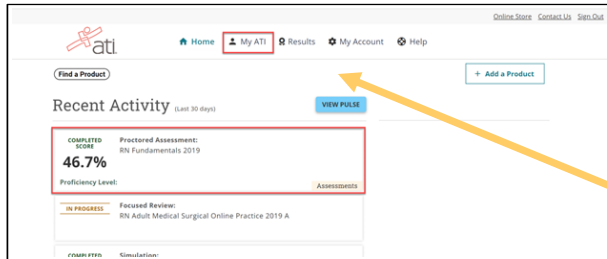 Online Store Contact Us Sign Out
ati
Home My ATI Results My Account Help
Find a Product
+ Add a Product
Recent Activity (Last 30 days)
VIEW PULSE
COMPLETED
SCORE
46.7%
Proficiency Level:
Proctored Assessment:
RN Fundamentals 2019
Assessments
IN PROGRESS
Focused Review:
RN Adult Medical Surgical Online Practice 2019 A
COMPLETED
Simulation: